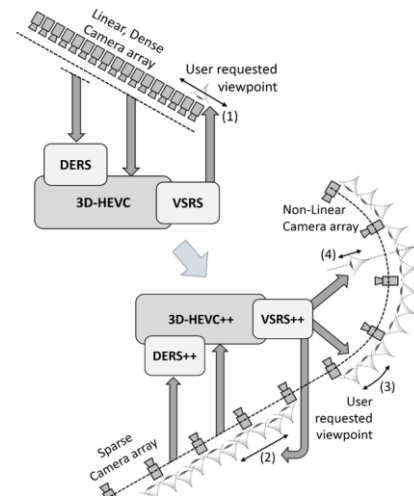 Linear, Dense
Camera array
User requested
viewpoint
(1)
DERS
3D-HEVC
VSRS
Non-Linear
Camera array
(4)
3D-HEVC++
VSRS++
DERS++
(3)
User
requested
viewpoint
Sparse
Camera array
(2)